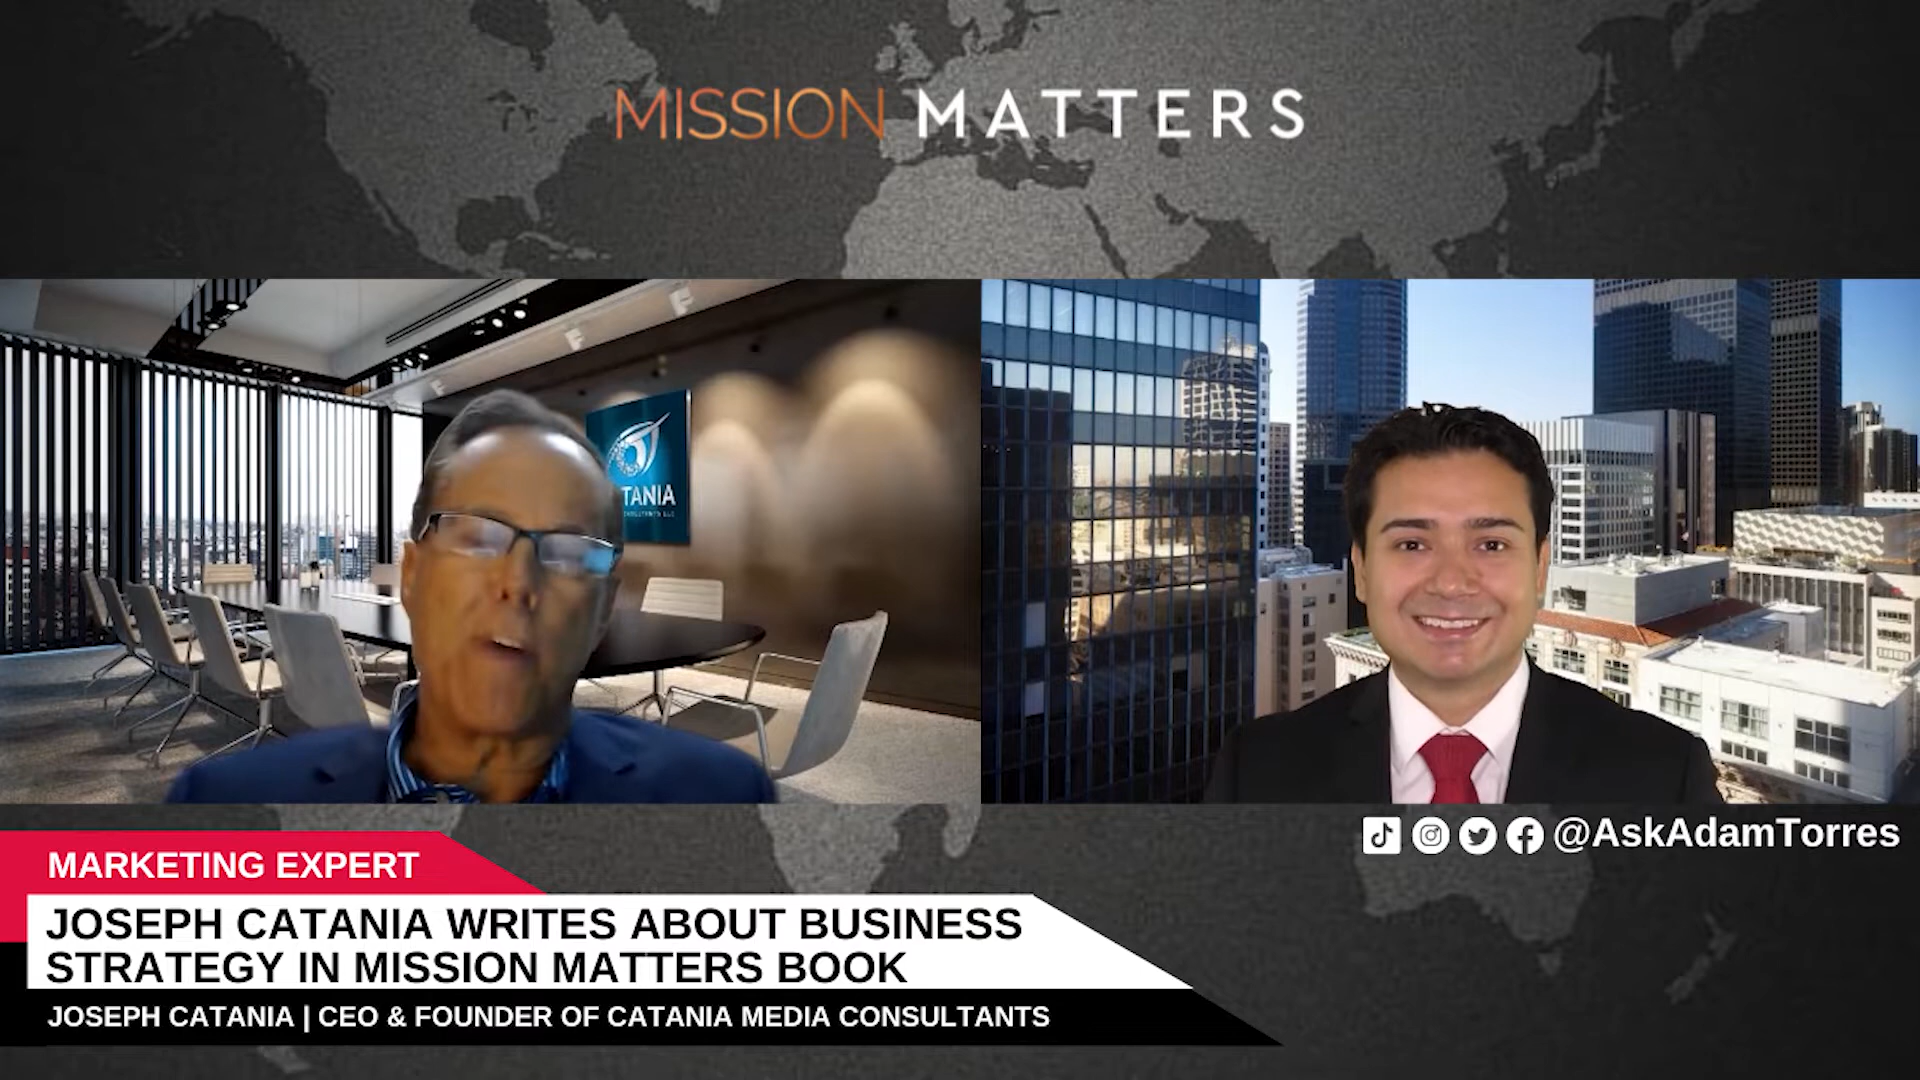 MISSION MATTERS
TANIA
@AskAdamTorres
MARKETING EXPERT
JOSEPH CATANIA WRITES ABOUT BUSINESS
STRATEGY IN MISSION MATTERS BOOK
JOSEPH CATANIA | CEO & FOUNDER OF CATANIA MEDIA CONSULTANTS